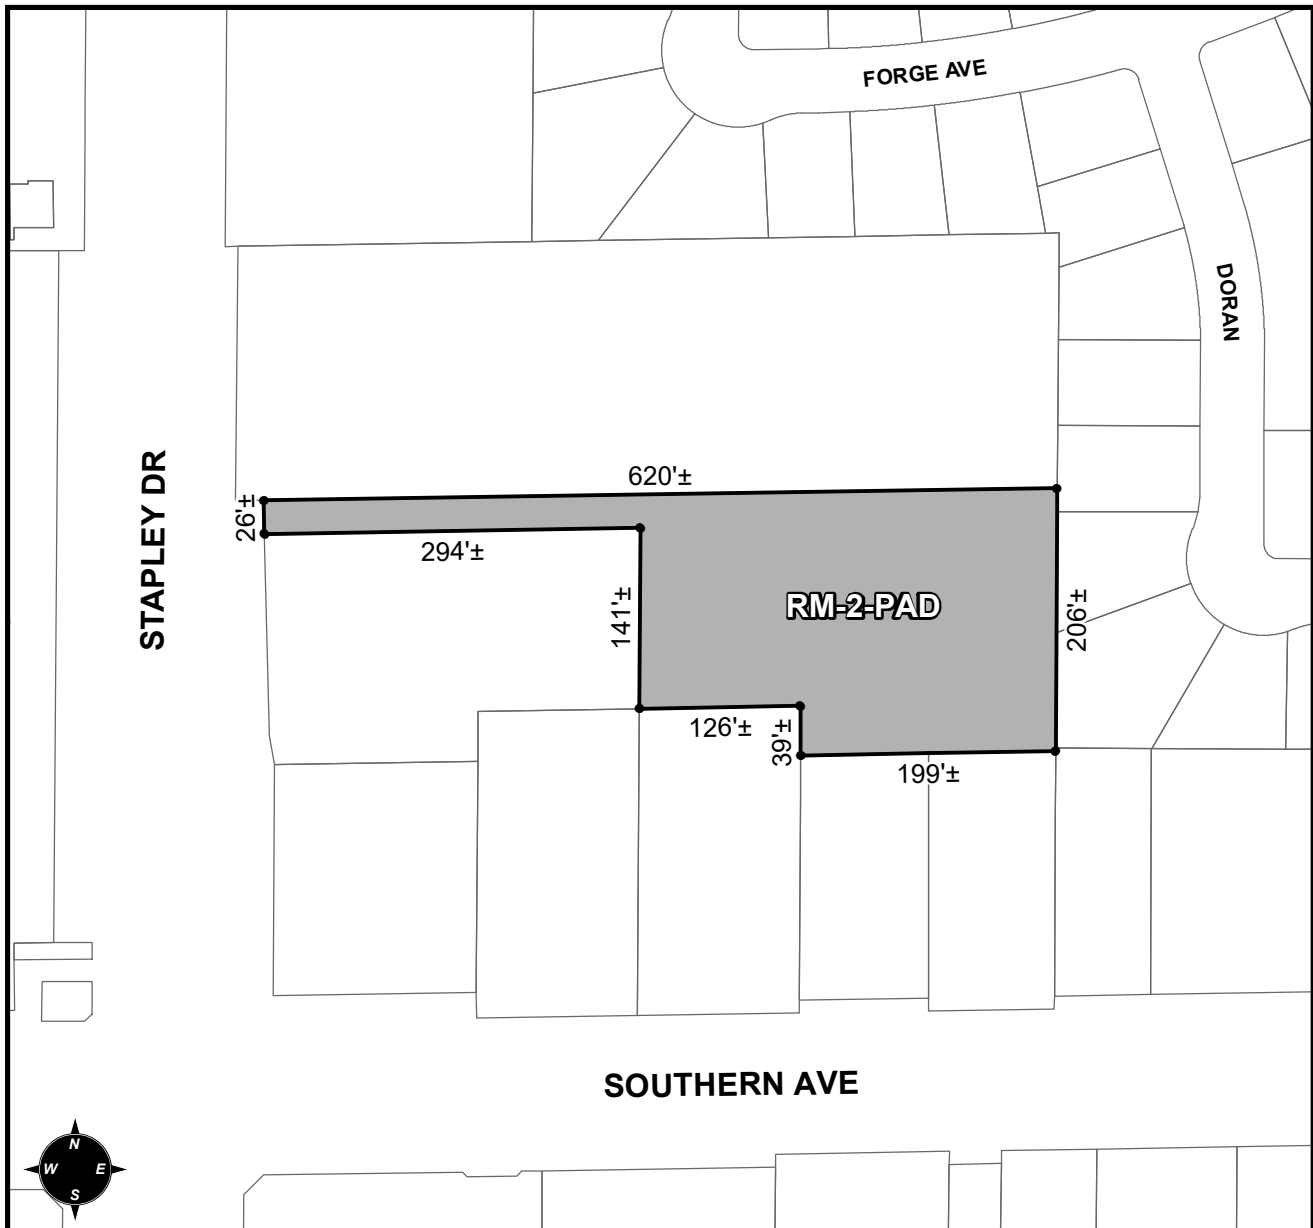 FORGE AVE
DORAN
STAPLEY DR
620'±
26'±
294'±
141'±
RM-2-PAD
206'±
126'±
39'±
199'±
SOUTHERN AVE
N
W E
S